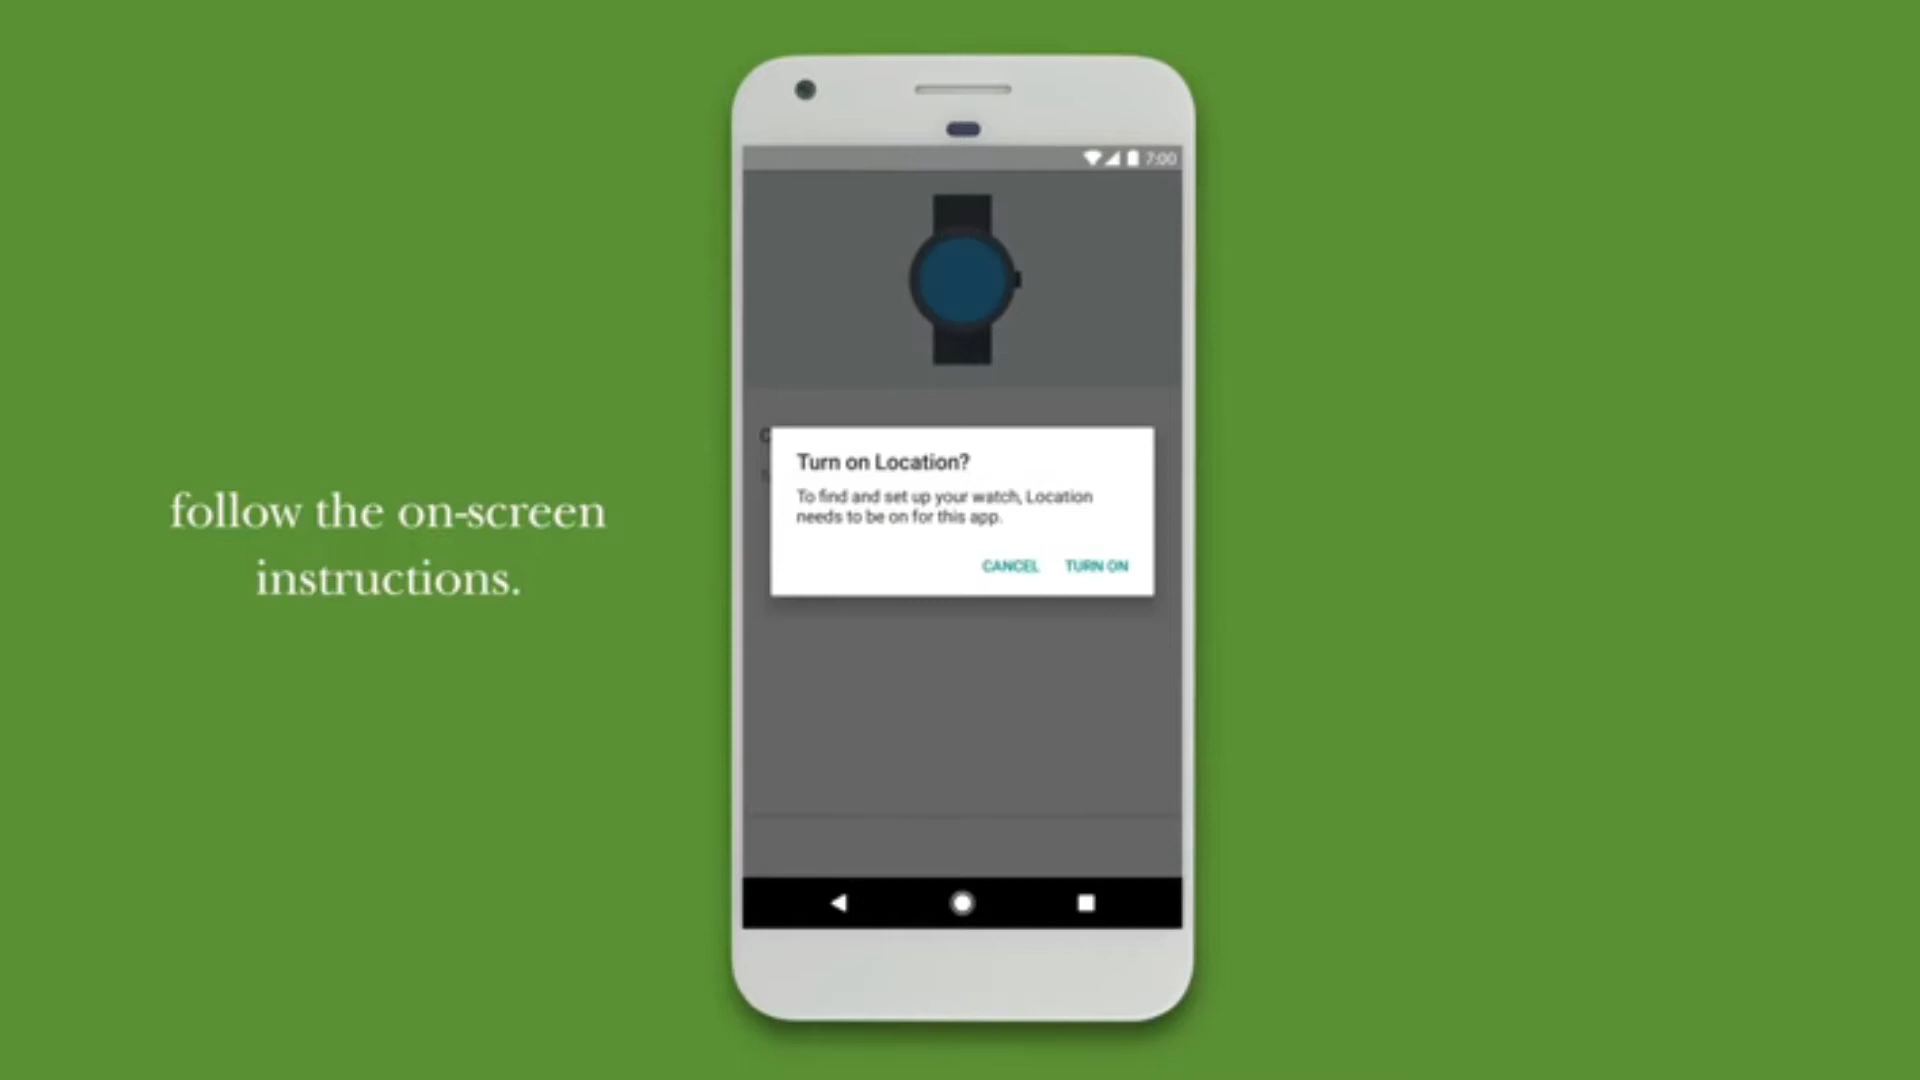 7:00
follow the on-screen
instructions.
Turn on Location?
To find and set up your watch, Location
needs to be on for this app.
CANCEL TURN ON